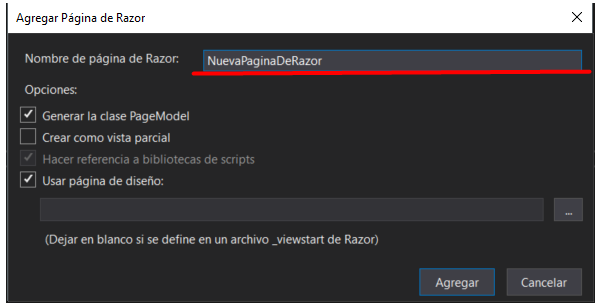 Agregar Página de Razor
Nombre de página de Razor: NuevaPaginaDeRazor
Opciones:
Generar la clase PageModel
Crear como vista parcial
Hacer referencia a bibliotecas de scripts
Usar página de diseño:
...
(Dejar en blanco si se define en un archivo _viewstart de Razor)
Agregar Cancelar